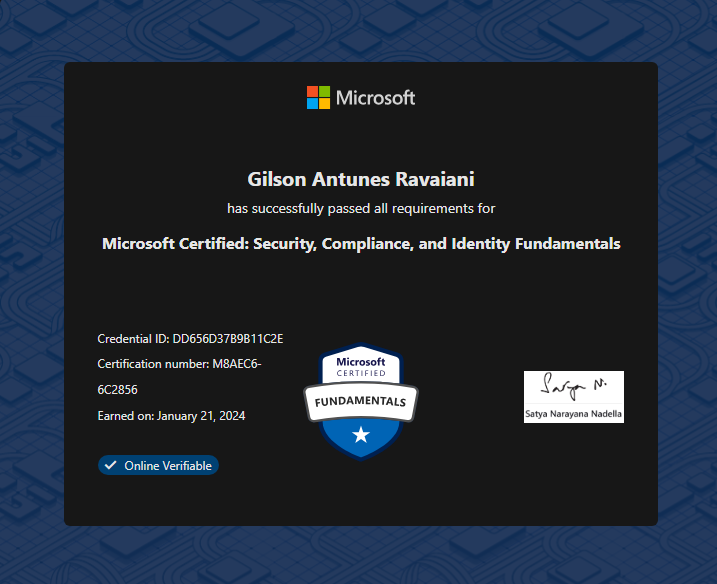 Microsoft
Gilson Antunes Ravaiani
has successfully passed all requirements for
Microsoft Certified: Security, Compliance, and Identity Fundamentals
Credential ID: DD656D37B9B11C2E
Certification number: M8AEC6-
6C2856
Earned on: January 21, 2024
Online Verifiable
Microsoft
CERTIFIED
FUNDAMENTALS
Satya N.
Satya Narayana Nadella